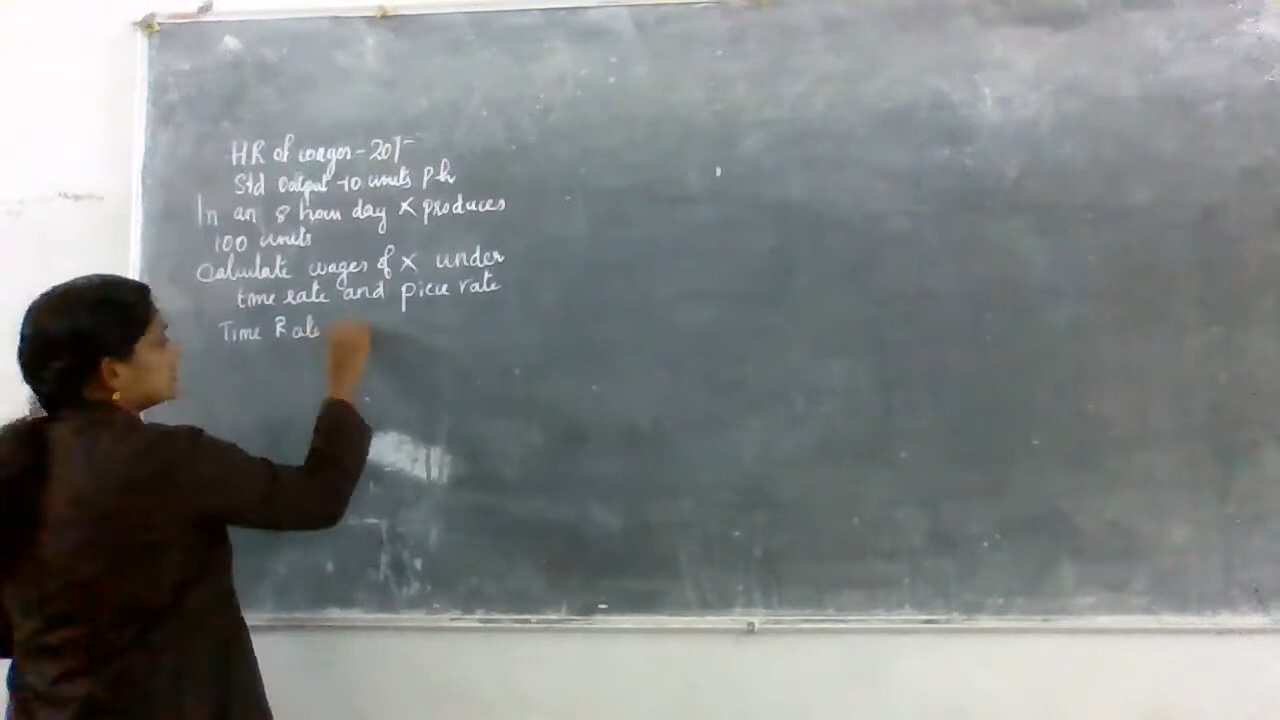 HR of wages - 20/-
Std Output - 10 units ph
In an 8 hour day X produces
100 units
Calculate wages of X under
time rate and piece rate
Time Rate